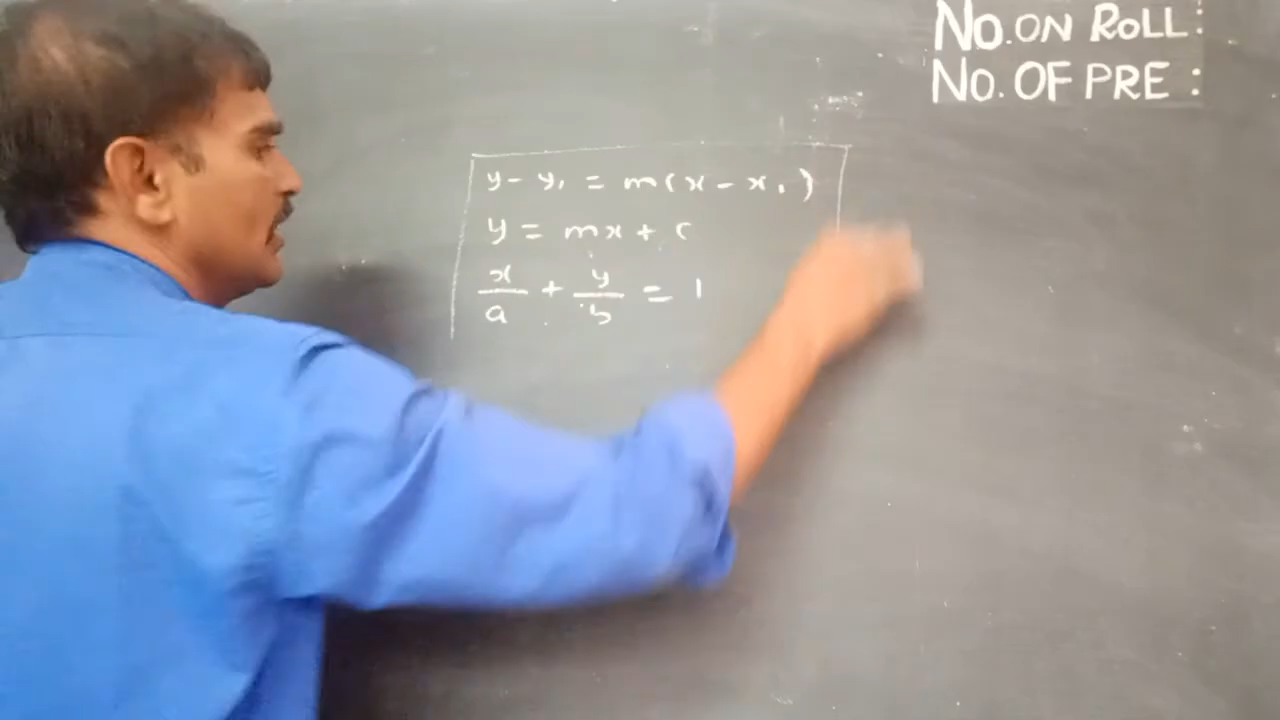 No. ON ROLL :
No. OF PRE :
y - y₁ = m(x - x₁)
y = mx + c
x/a + y/b = 1